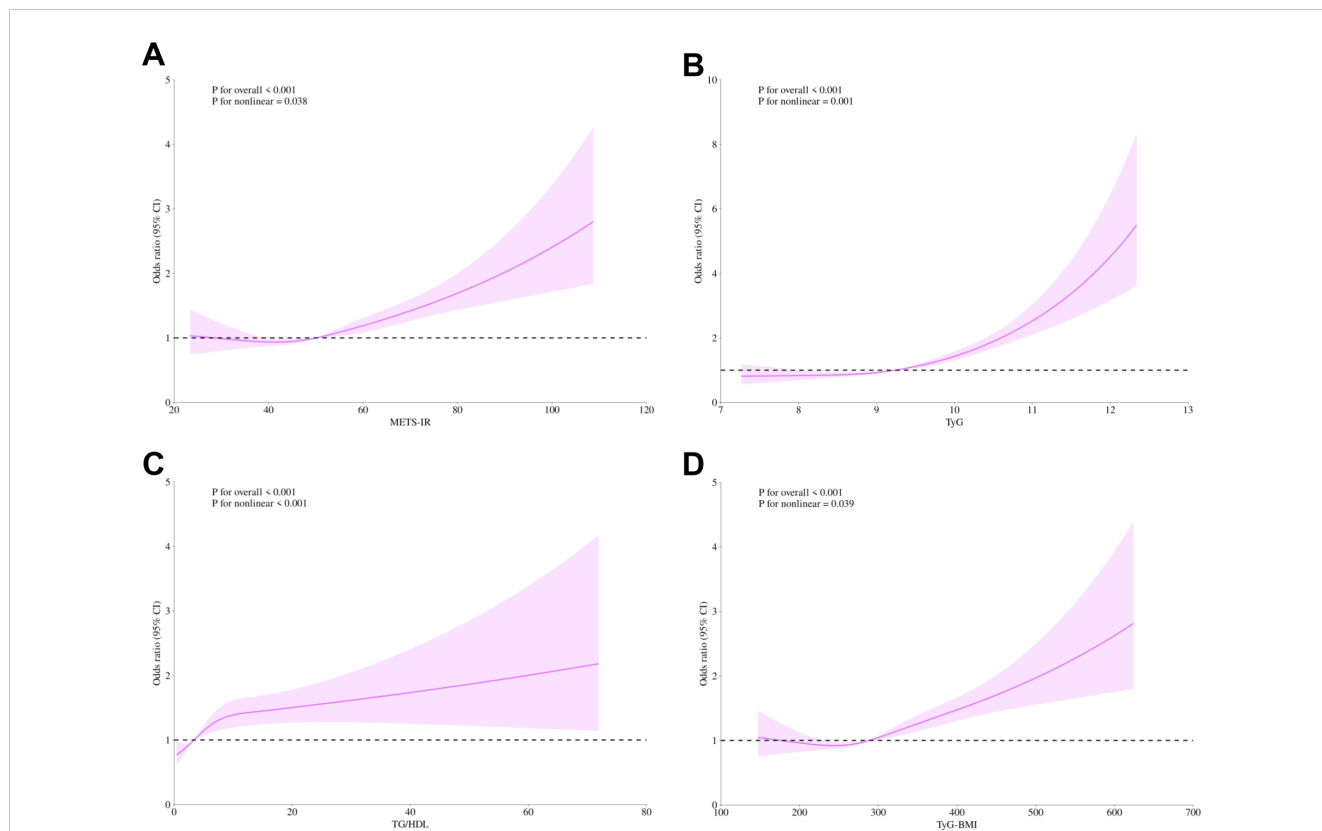 A
P for overall < 0.001
P for nonlinear = 0.038
Odds ratio (95% CI)
5
4
3
2
1
0
20 40 60 80 100 120
METS-IR
B
P for overall < 0.001
P for nonlinear = 0.001
Odds ratio (95% CI)
10
8
6
4
2
0
7 8 9 10 11 12 13
TyG
C
P for overall < 0.001
P for nonlinear < 0.001
Odds ratio (95% CI)
5
4
3
2
1
0
0 20 40 60 80
TG/HDL
D
P for overall < 0.001
P for nonlinear = 0.039
Odds ratio (95% CI)
5
4
3
2
1
0
100 200 300 400 500 600 700
TyG-BMI